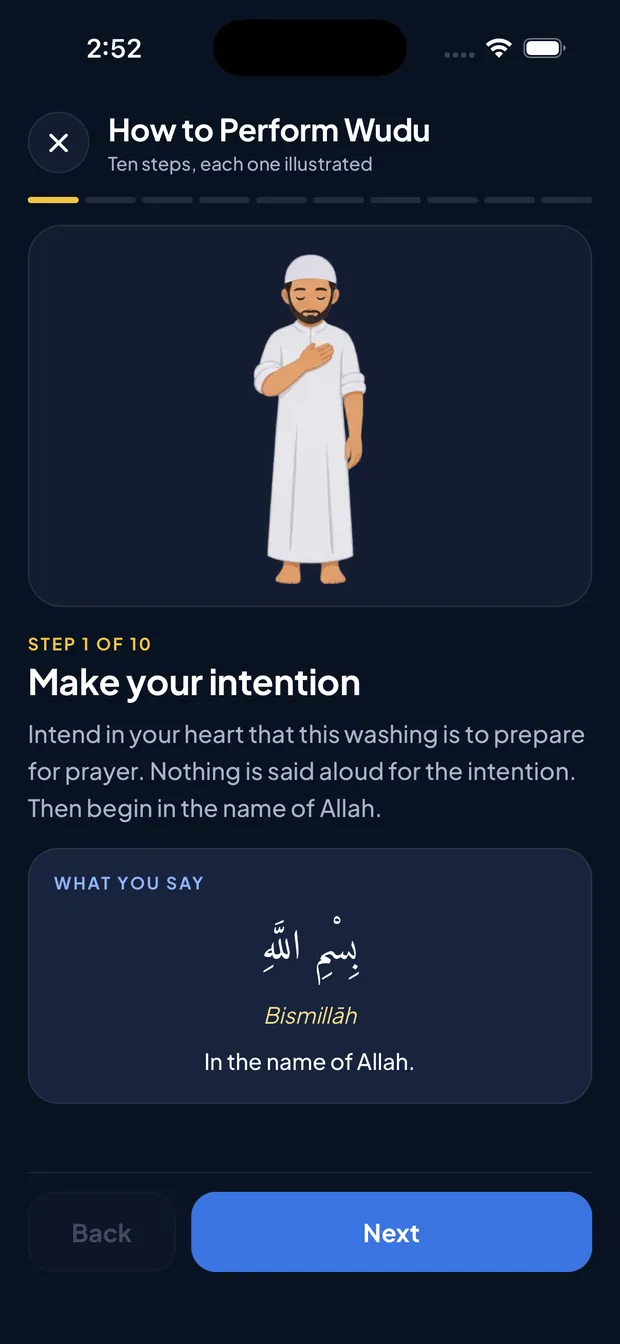 2:52
How to Perform Wudu
Ten steps, each one illustrated
STEP 1 OF 10
Make your intention
Intend in your heart that this washing is to prepare
for prayer. Nothing is said aloud for the intention.
Then begin in the name of Allah.
WHAT YOU SAY
بِسْمِ اللَّهِ
Bismillāh
In the name of Allah.
Back
Next